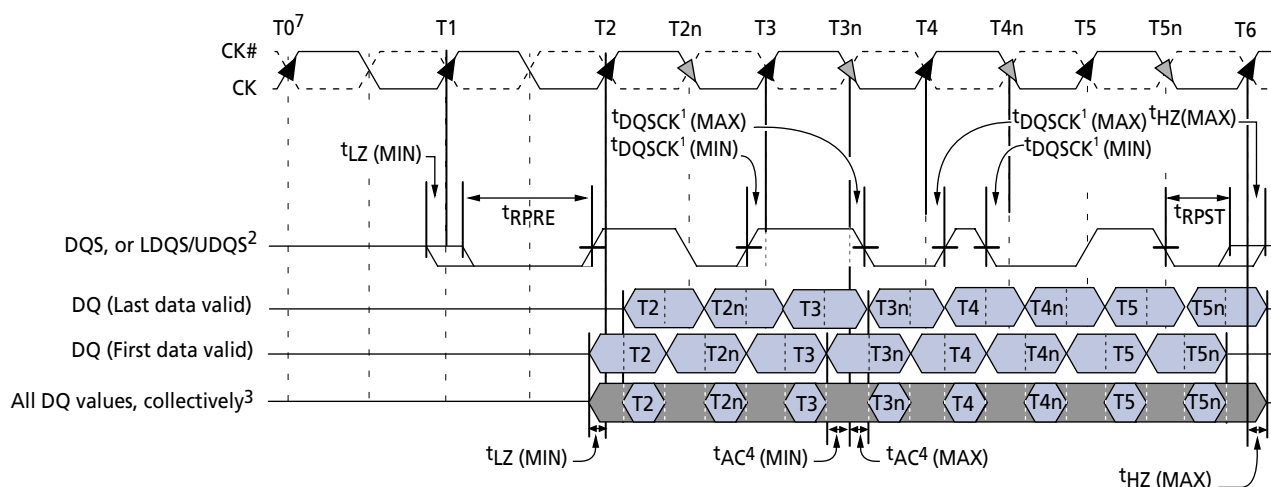 T0⁷ T1 T2 T2n T3 T3n T4 T4n T5 T5n T6
CK#
CK
tDQSCK¹ (MAX) tDQSCK¹ (MAX) tHZ(MAX)
tLZ (MIN) tDQSCK¹ (MIN) tDQSCK¹ (MIN)
tRPRE tRPST
DQS, or LDQS/UDQS²
DQ (Last data valid) T2 T2n T3 T3n T4 T4n T5 T5n
DQ (First data valid) T2 T2n T3 T3n T4 T4n T5 T5n
All DQ values, collectively³ T2 T2n T3 T3n T4 T4n T5 T5n
tLZ (MIN) tAC⁴ (MIN) tAC⁴ (MAX)
tHZ (MAX)